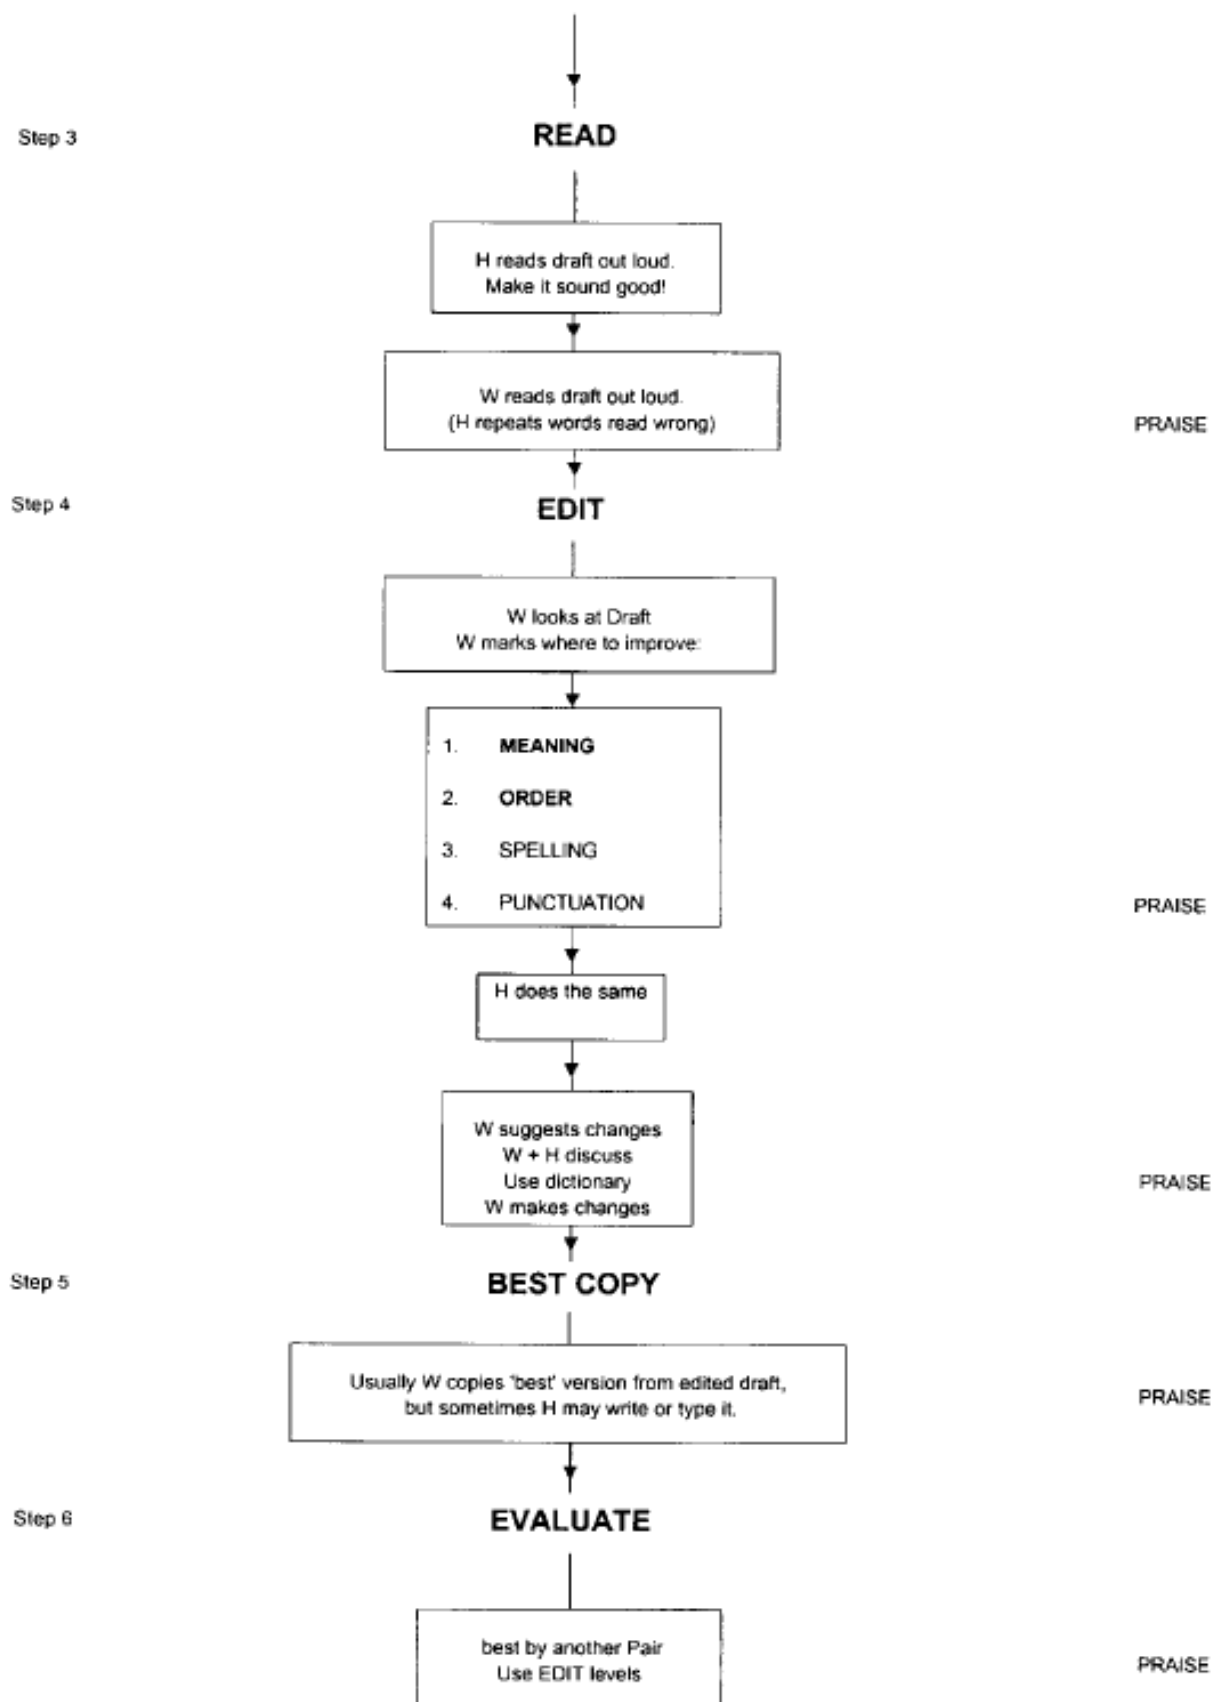 Step 3
READ
H reads draft out loud.
Make it sound good!
W reads draft out loud.
(H repeats words read wrong)
PRAISE
Step 4
EDIT
W looks at Draft
W marks where to improve:
1. MEANING
2. ORDER
3. SPELLING
4. PUNCTUATION
PRAISE
H does the same
W suggests changes
W + H discuss
Use dictionary
W makes changes
PRAISE
Step 5
BEST COPY
Usually W copies 'best' version from edited draft,
but sometimes H may write or type it.
PRAISE
Step 6
EVALUATE
best by another Pair
Use EDIT levels
PRAISE